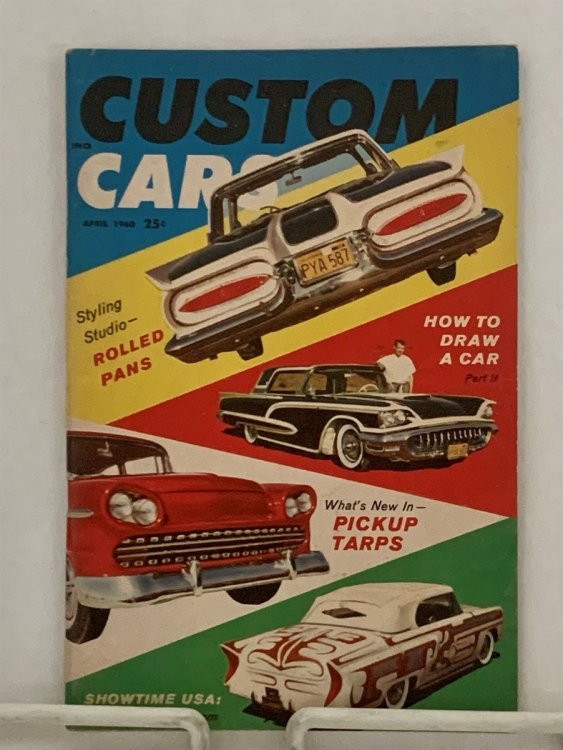 CUSTOM
IND
CARS
APRIL 1960 25¢
PYA 587
Styling
Studio—
ROLLED
PANS
HOW TO
DRAW
A CAR
Part II
What's New In—
PICKUP
TARPS
SHOWTIME USA: